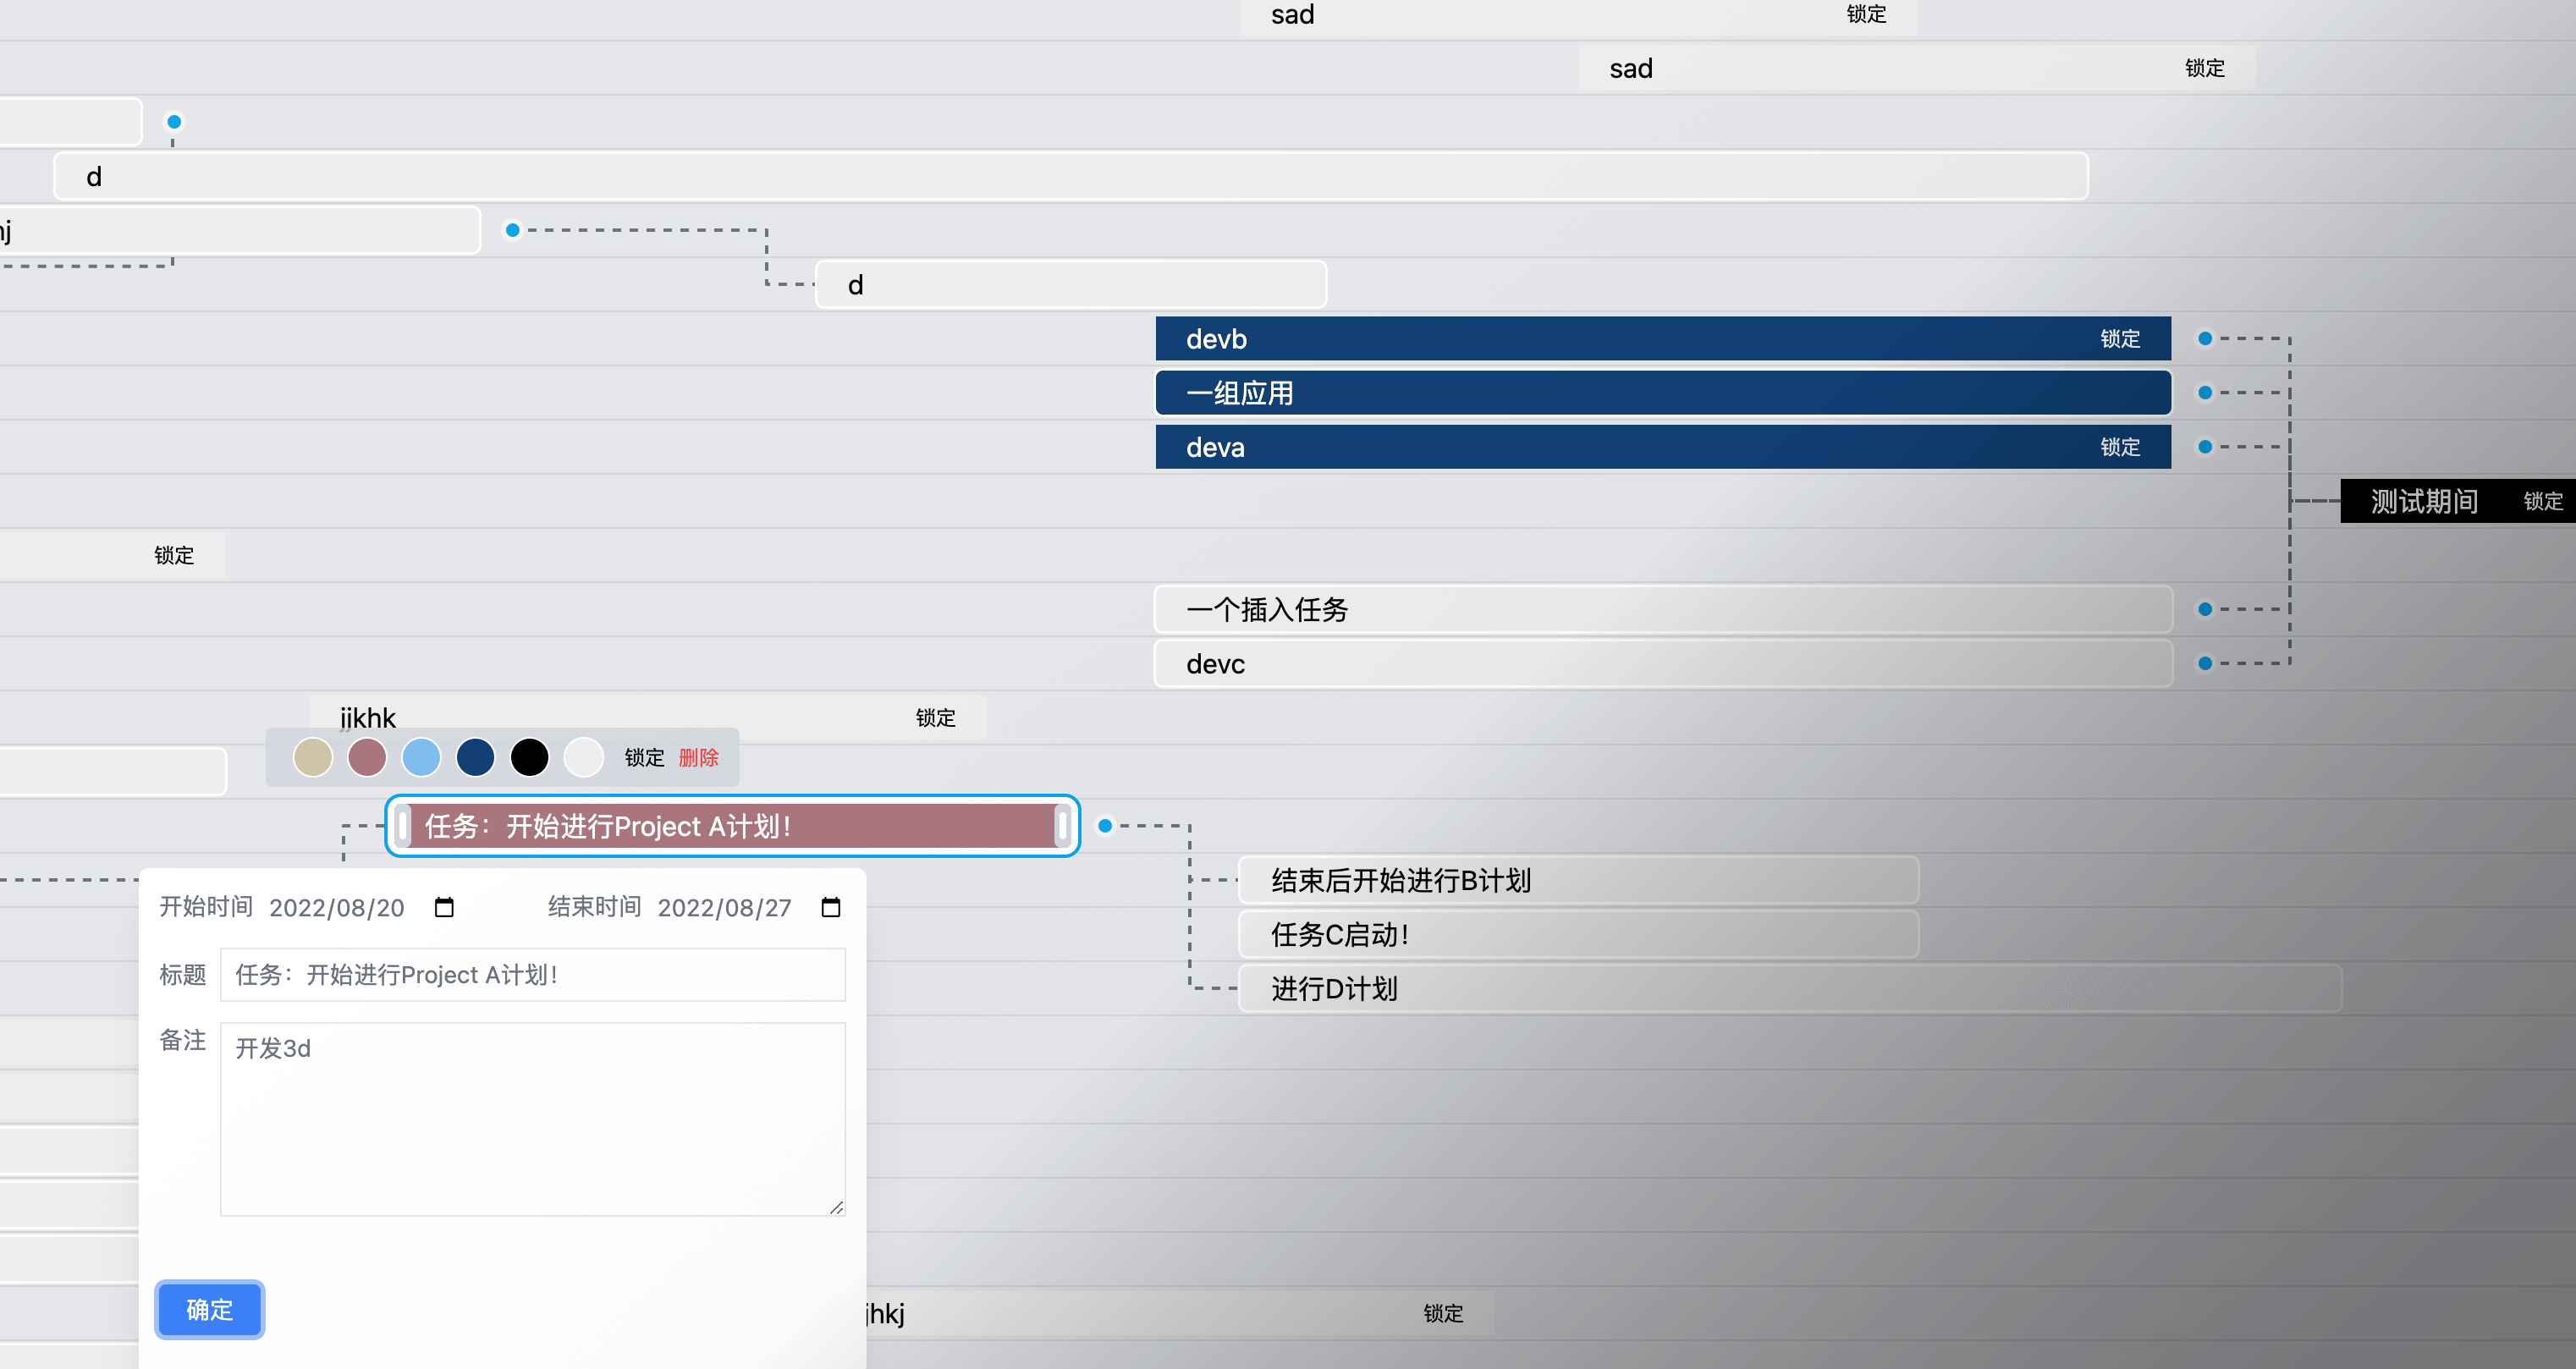 sad 锁定
sad 锁定
d
d
devb 锁定
一组应用
deva 锁定
测试期间 锁定
锁定
一个插入任务
devc
jjkhk 锁定
锁定 删除
任务：开始进行Project A计划！
结束后开始进行B计划
任务C启动！
进行D计划
开始时间 2022/08/20 结束时间 2022/08/27
标题 任务：开始进行Project A计划！
备注 开发3d
确定
jhkj 锁定